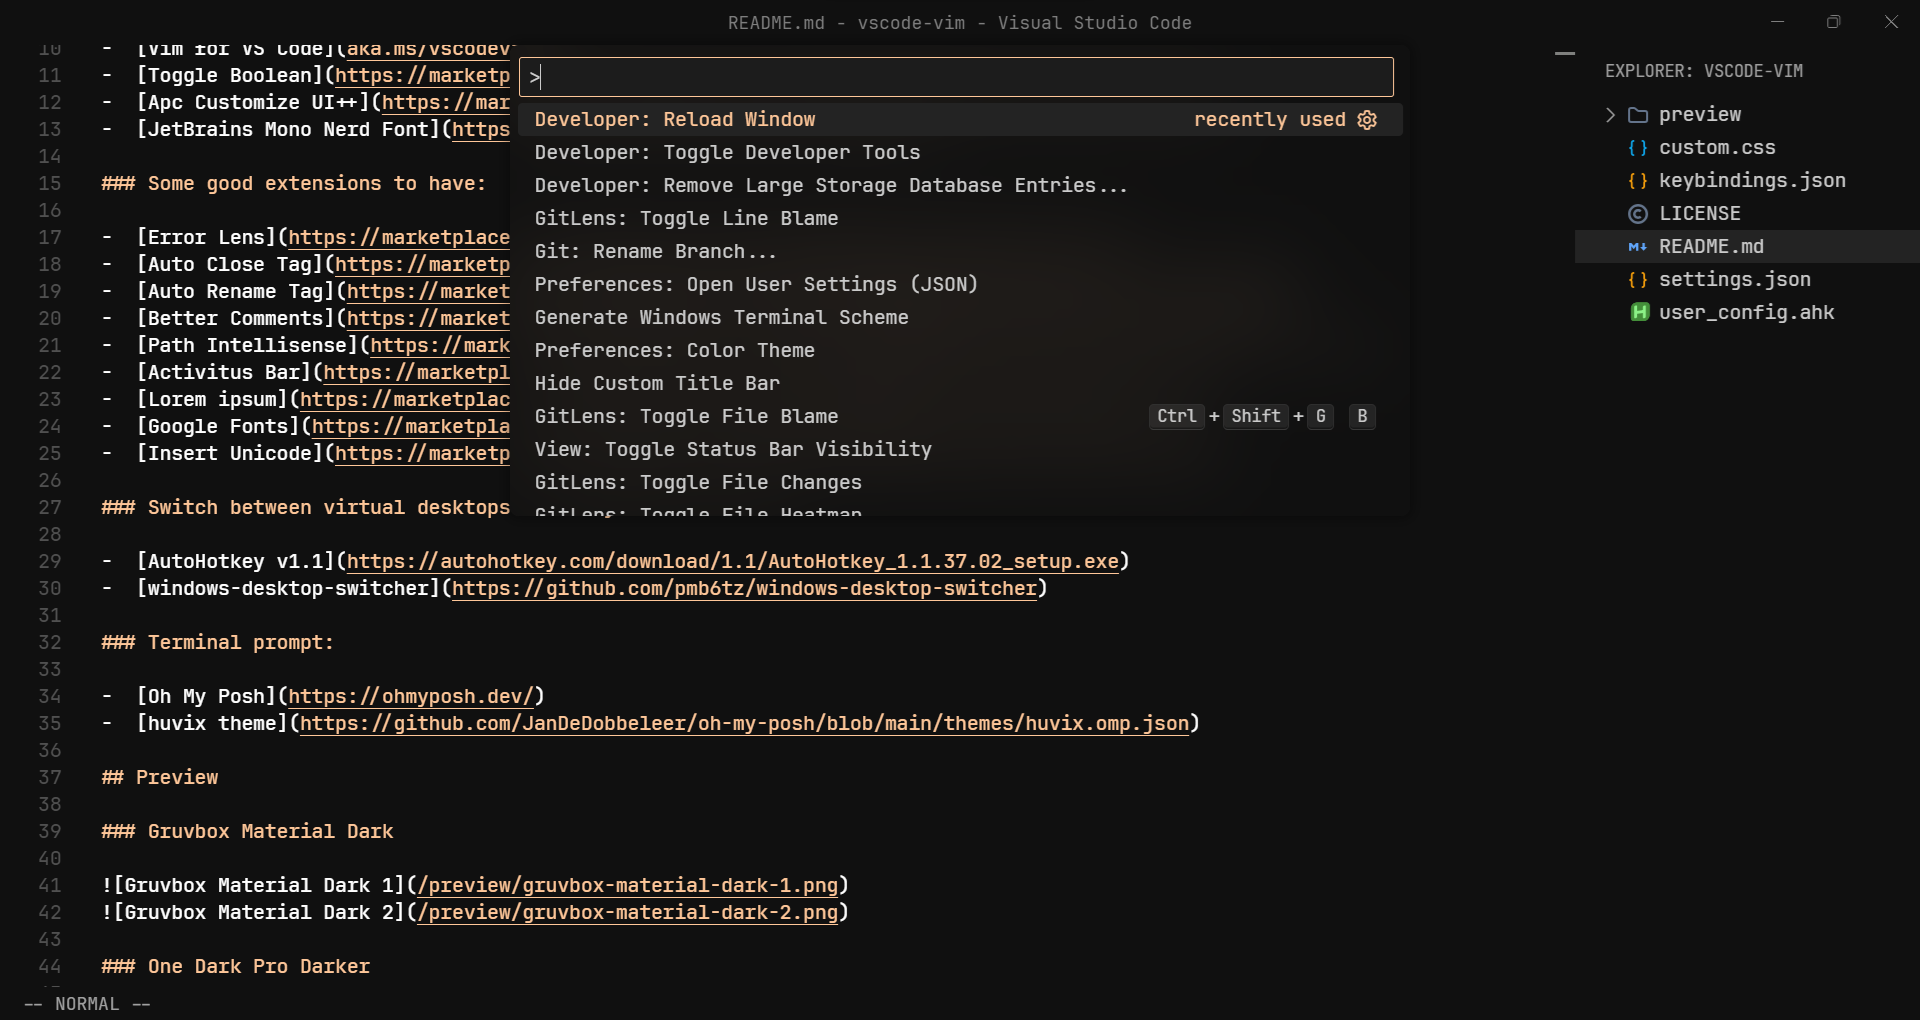 README.md - vscode-vim - Visual Studio Code
10 - [Vim for VS Code](aka.ms/vscodev
11 - [Toggle Boolean](https://marketp
12 - [Apc Customize UI++](https://mar
13 - [JetBrains Mono Nerd Font](https
14
15 ### Some good extensions to have:
16
17 - [Error Lens](https://marketplace
18 - [Auto Close Tag](https://marketp
19 - [Auto Rename Tag](https://market
20 - [Better Comments](https://market
21 - [Path Intellisense](https://mark
22 - [Activitus Bar](https://marketpl
23 - [Lorem ipsum](https://marketplac
24 - [Google Fonts](https://marketpla
25 - [Insert Unicode](https://marketp
26
27 ### Switch between virtual desktops
28
29 - [AutoHotkey v1.1](https://autohotkey.com/download/1.1/AutoHotkey_1.1.37.02_setup.exe)
30 - [windows-desktop-switcher](https://github.com/pmb6tz/windows-desktop-switcher)
31
32 ### Terminal prompt:
33
34 - [Oh My Posh](https://ohmyposh.dev/)
35 - [huvix theme](https://github.com/JanDeDobbeleer/oh-my-posh/blob/main/themes/huvix.omp.json)
36
37 ## Preview
38
39 ### Gruvbox Material Dark
40
41 ![Gruvbox Material Dark 1](/preview/gruvbox-material-dark-1.png)
42 ![Gruvbox Material Dark 2](/preview/gruvbox-material-dark-2.png)
43
44 ### One Dark Pro Darker
-- NORMAL --
>
Developer: Reload Window recently used
Developer: Toggle Developer Tools
Developer: Remove Large Storage Database Entries...
GitLens: Toggle Line Blame
Git: Rename Branch...
Preferences: Open User Settings (JSON)
Generate Windows Terminal Scheme
Preferences: Color Theme
Hide Custom Title Bar
GitLens: Toggle File Blame Ctrl + Shift + G B
View: Toggle Status Bar Visibility
GitLens: Toggle File Changes
GitLens: Toggle File Heatmap
EXPLORER: VSCODE-VIM
preview
custom.css
keybindings.json
LICENSE
README.md
settings.json
user_config.ahk